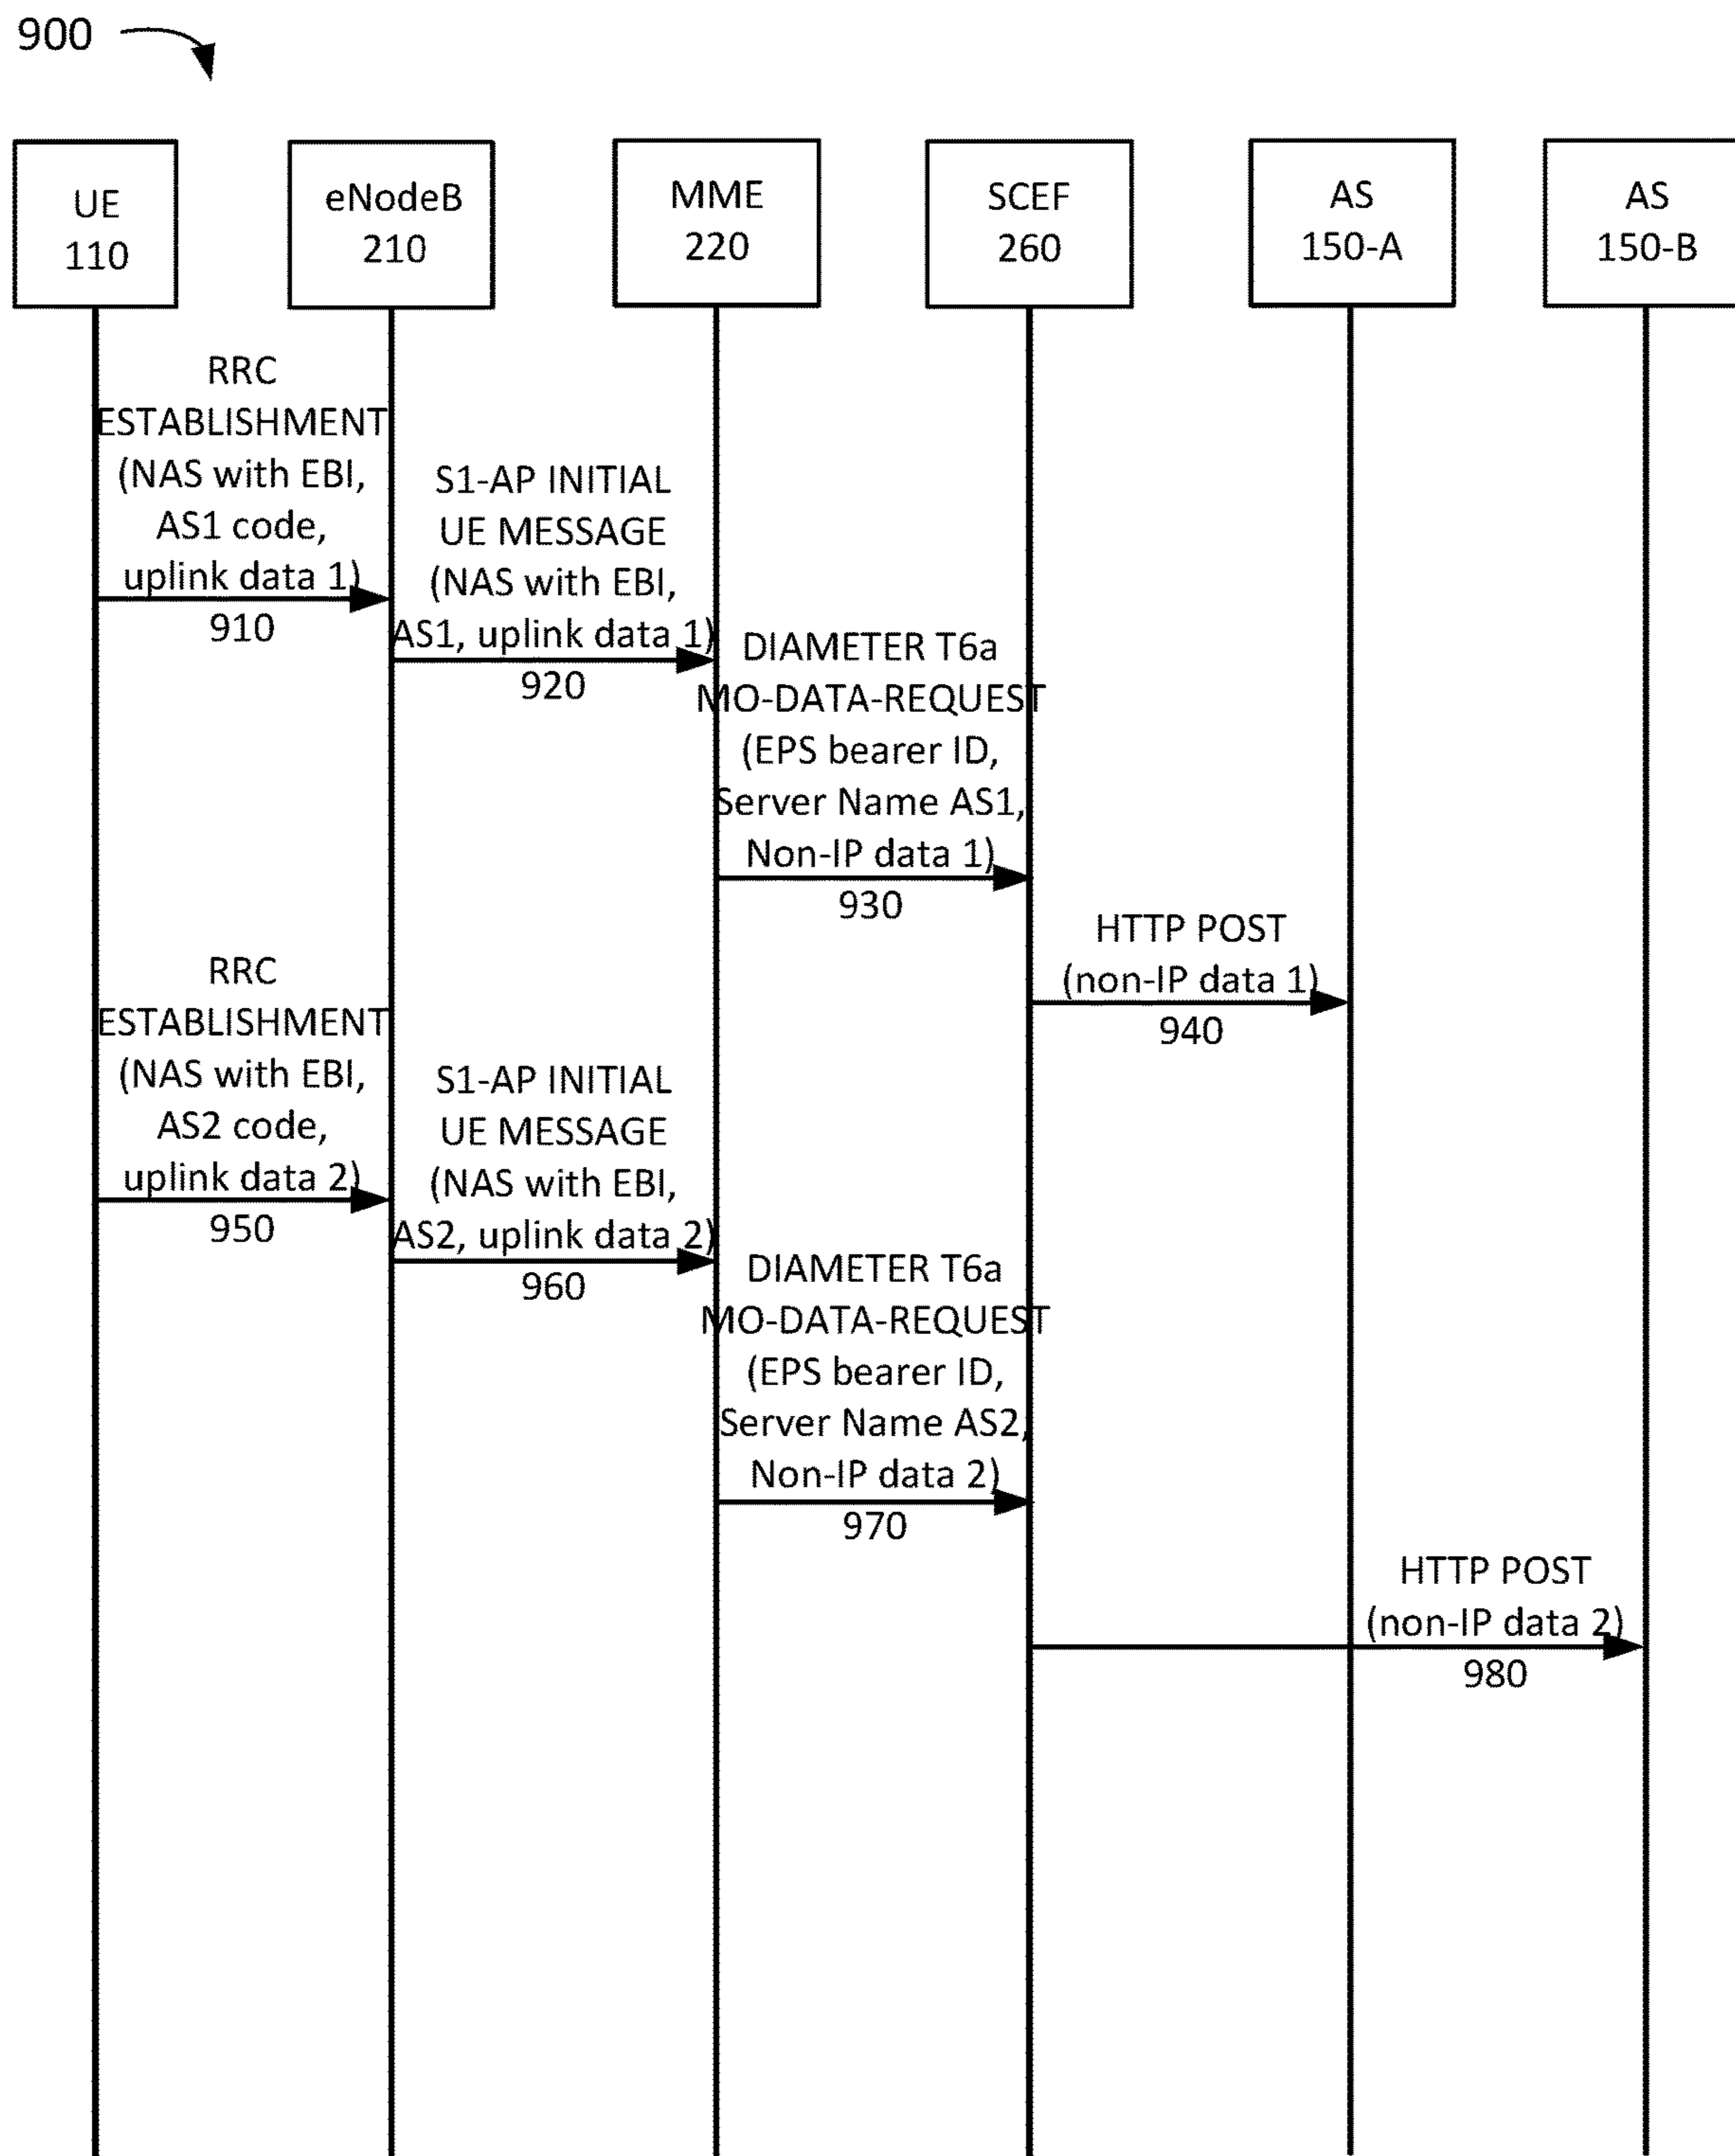 900
UE
110
eNodeB
210
MME
220
SCEF
260
AS
150-A
AS
150-B
RRC
ESTABLISHMENT
(NAS with EBI,
AS1 code,
uplink data 1)
910
S1-AP INITIAL
UE MESSAGE
(NAS with EBI,
AS1, uplink data 1)
920
DIAMETER T6a
MO-DATA-REQUEST
(EPS bearer ID,
Server Name AS1,
Non-IP data 1)
930
HTTP POST
(non-IP data 1)
940
RRC
ESTABLISHMENT
(NAS with EBI,
AS2 code,
uplink data 2)
950
S1-AP INITIAL
UE MESSAGE
(NAS with EBI,
AS2, uplink data 2)
960
DIAMETER T6a
MO-DATA-REQUEST
(EPS bearer ID,
Server Name AS2,
Non-IP data 2)
970
HTTP POST
(non-IP data 2)
980